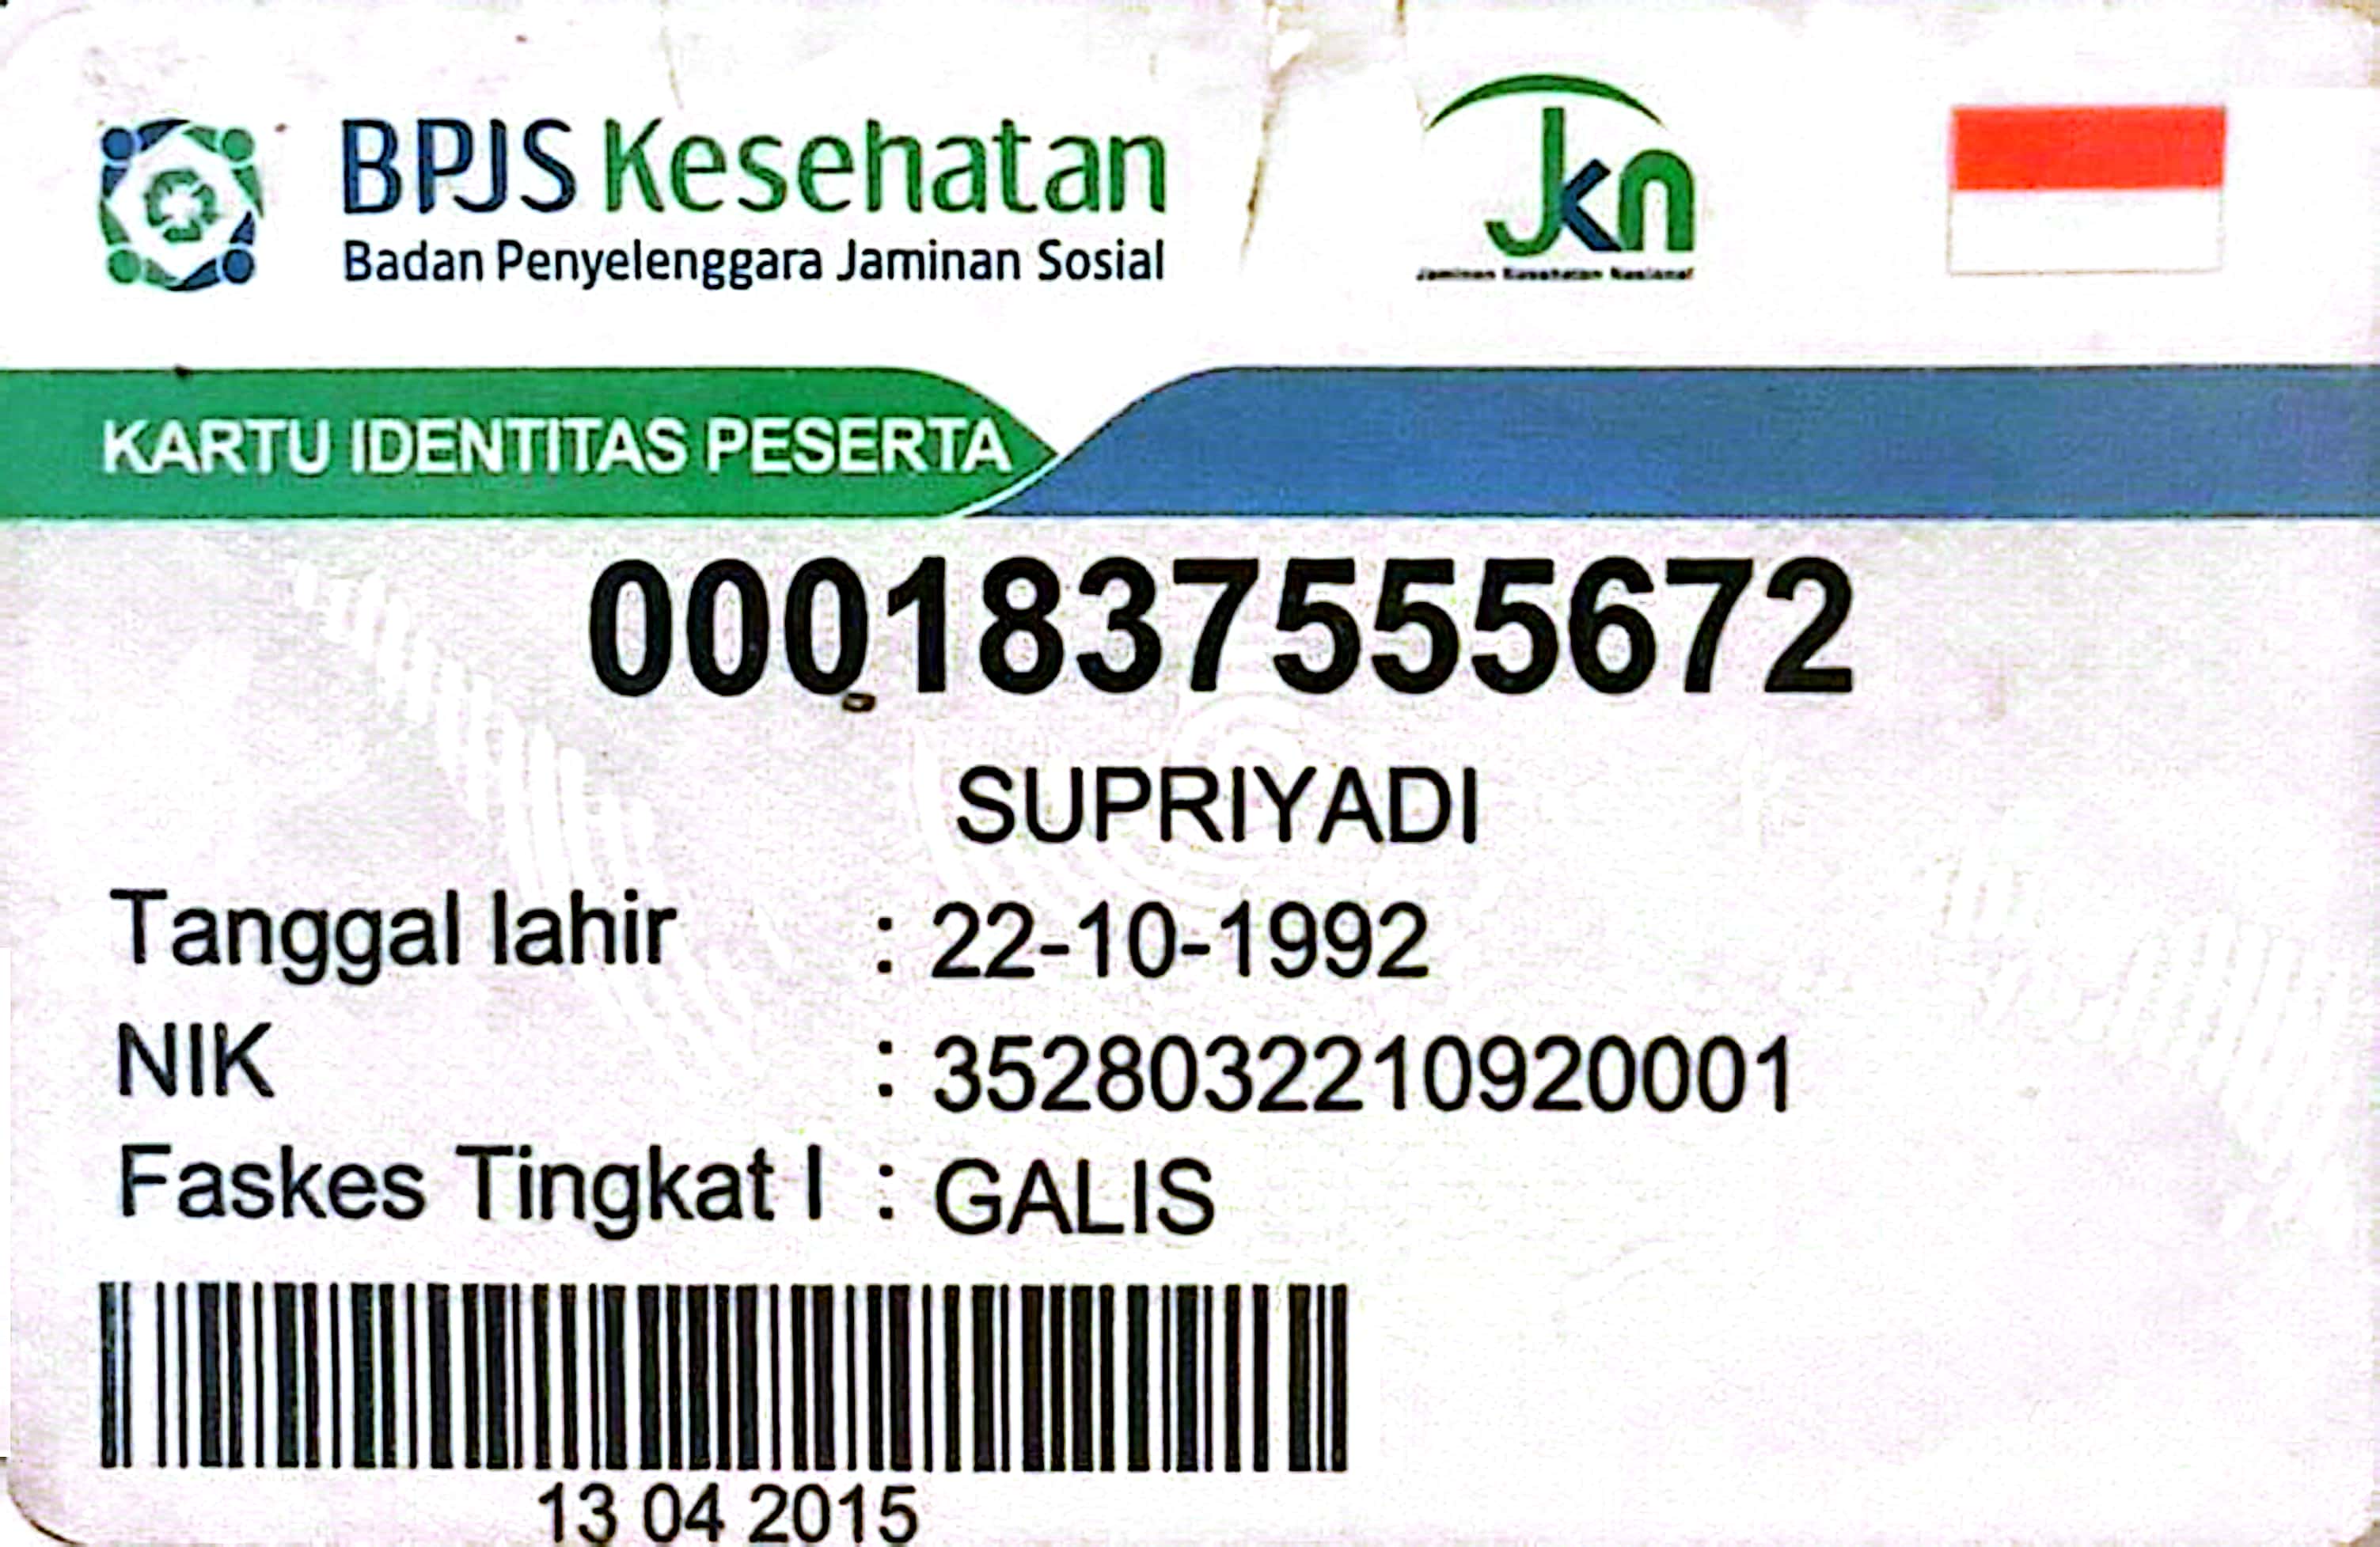 BPJS Kesehatan
Badan Penyelenggara Jaminan Sosial
Jkn
Jaminan Kesehatan Nasional
KARTU IDENTITAS PESERTA
0001837555672
SUPRIYADI
Tanggal lahir : 22-10-1992
NIK : 3528032210920001
Faskes Tingkat I : GALIS
13 04 2015